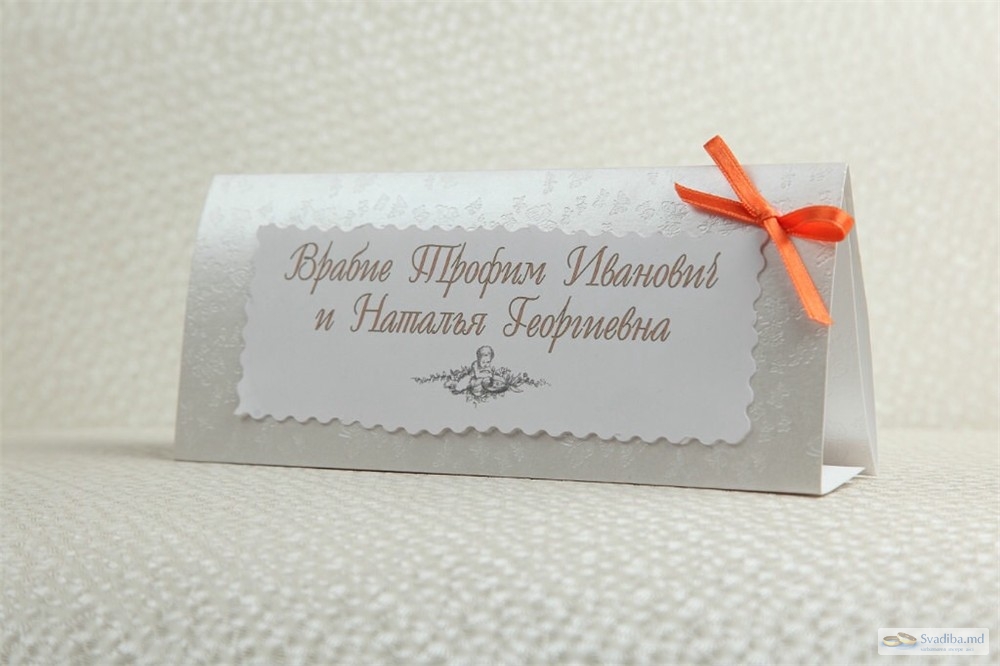 Врабие Трофим Иванович
и Наталья Георгиевна
Svadiba.md